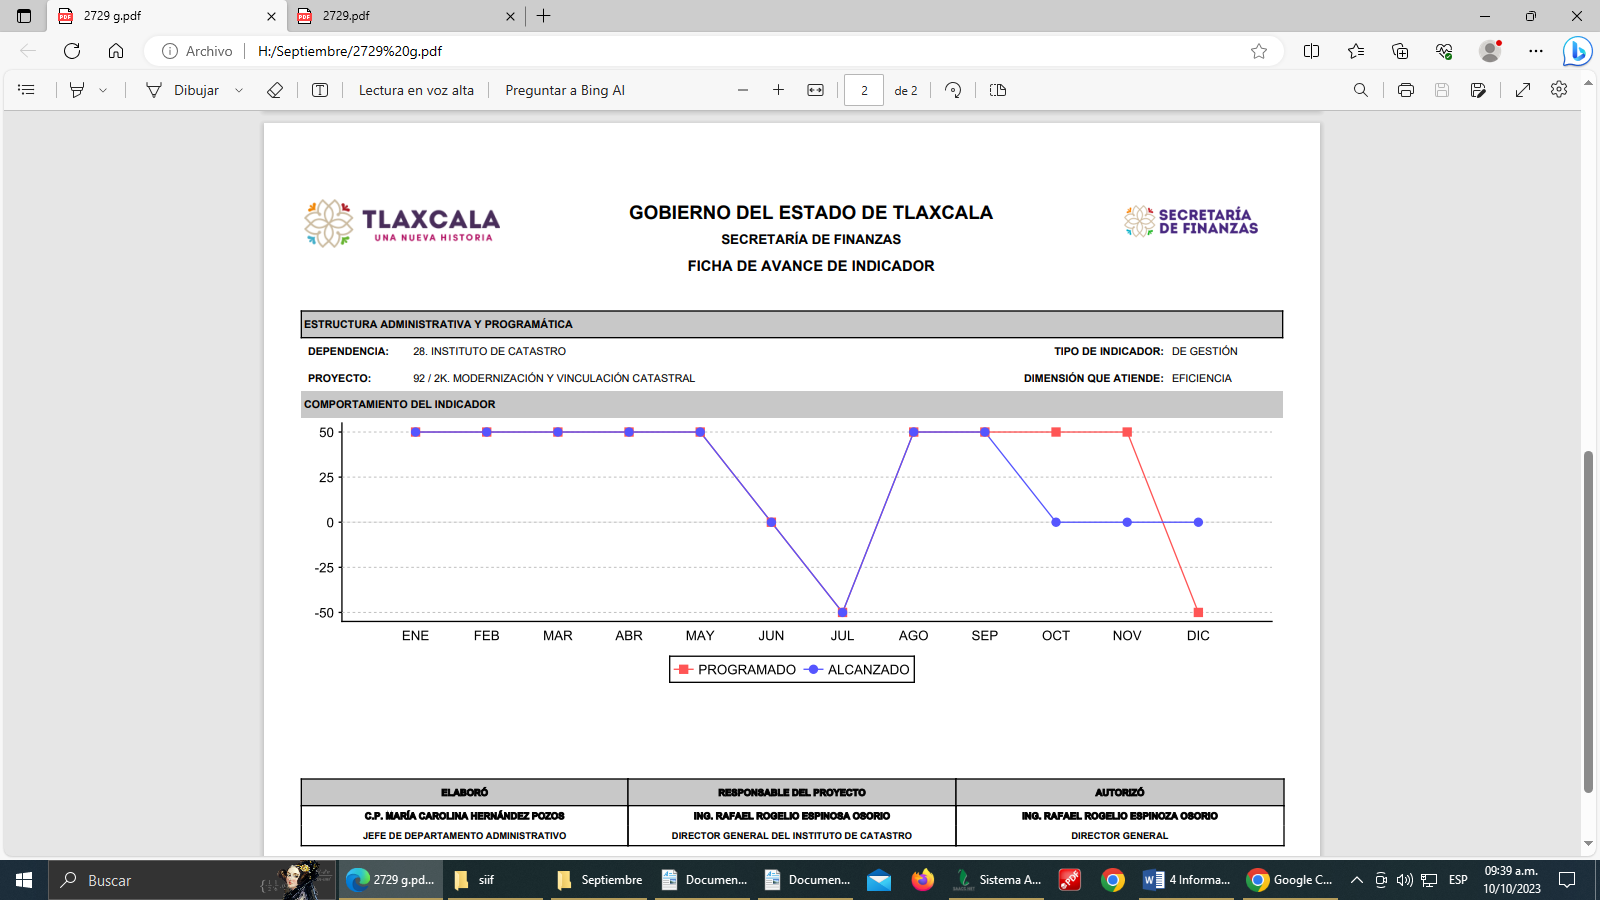 2729 g.pdf
2729.pdf
Archivo
H:/Septiembre/2729%20g.pdf
Dibujar
Lectura en voz alta
Preguntar a Bing AI
2
de 2
TLAXCALA
UNA NUEVA HISTORIA
GOBIERNO DEL ESTADO DE TLAXCALA
SECRETARÍA DE FINANZAS
FICHA DE AVANCE DE INDICADOR
SECRETARÍA
DE FINANZAS
ESTRUCTURA ADMINISTRATIVA Y PROGRAMÁTICA
DEPENDENCIA: 28. INSTITUTO DE CATASTRO TIPO DE INDICADOR: DE GESTIÓN
PROYECTO: 92 / 2K. MODERNIZACIÓN Y VINCULACIÓN CATASTRAL DIMENSIÓN QUE ATIENDE: EFICIENCIA
COMPORTAMIENTO DEL INDICADOR
50
25
0
-25
-50
ENE FEB MAR ABR MAY JUN JUL AGO SEP OCT NOV DIC
PROGRAMADO ALCANZADO
ELABORÓ RESPONSABLE DEL PROYECTO AUTORIZÓ
C.P. MARÍA CAROLINA HERNÁNDEZ POZOS ING. RAFAEL ROGELIO ESPINOSA OSORIO ING. RAFAEL ROGELIO ESPINOZA OSORIO
JEFE DE DEPARTAMENTO ADMINISTRATIVO DIRECTOR GENERAL DEL INSTITUTO DE CATASTRO DIRECTOR GENERAL
Buscar
2729 g.pd...
siif
Septiembre
Documen...
Documen...
Sistema A...
4 Informa...
Google C...
ESP
09:39 a.m.
10/10/2023